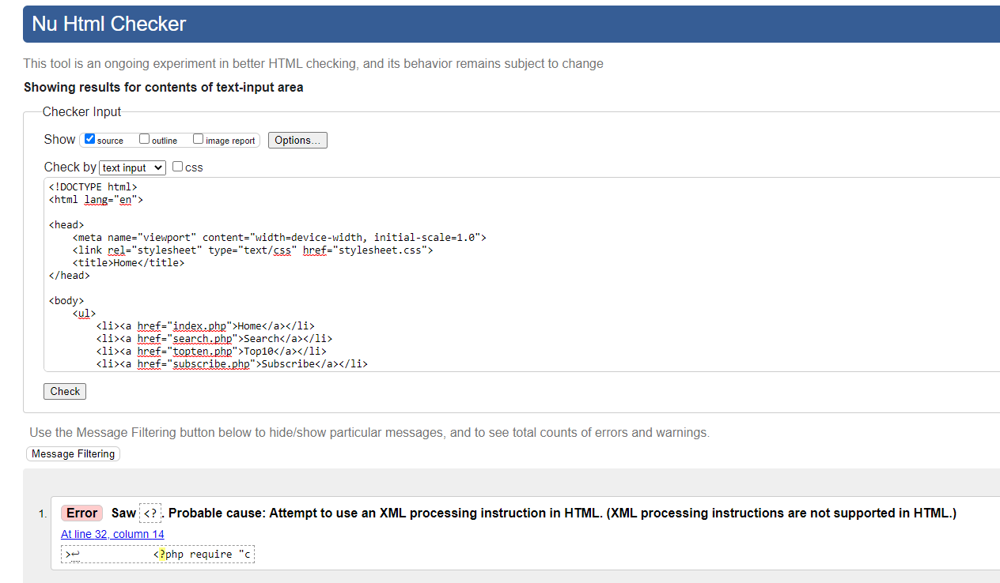 Nu Html Checker
This tool is an ongoing experiment in better HTML checking, and its behavior remains subject to change
Showing results for contents of text-input area
Checker Input
Show source outline image report Options...
Check by text input css
<!DOCTYPE html>
<html lang="en">
<head>
    <meta name="viewport" content="width=device-width, initial-scale=1.0">
    <link rel="stylesheet" type="text/css" href="stylesheet.css">
    <title>Home</title>
</head>
<body>
    <ul>
        <li><a href="index.php">Home</a></li>
        <li><a href="search.php">Search</a></li>
        <li><a href="topten.php">Top10</a></li>
        <li><a href="subscribe.php">Subscribe</a></li>
Check
Use the Message Filtering button below to hide/show particular messages, and to see total counts of errors and warnings.
Message Filtering
1. Error Saw <?. Probable cause: Attempt to use an XML processing instruction in HTML. (XML processing instructions are not supported in HTML.)
At line 32, column 14
>↩            <?php require "c